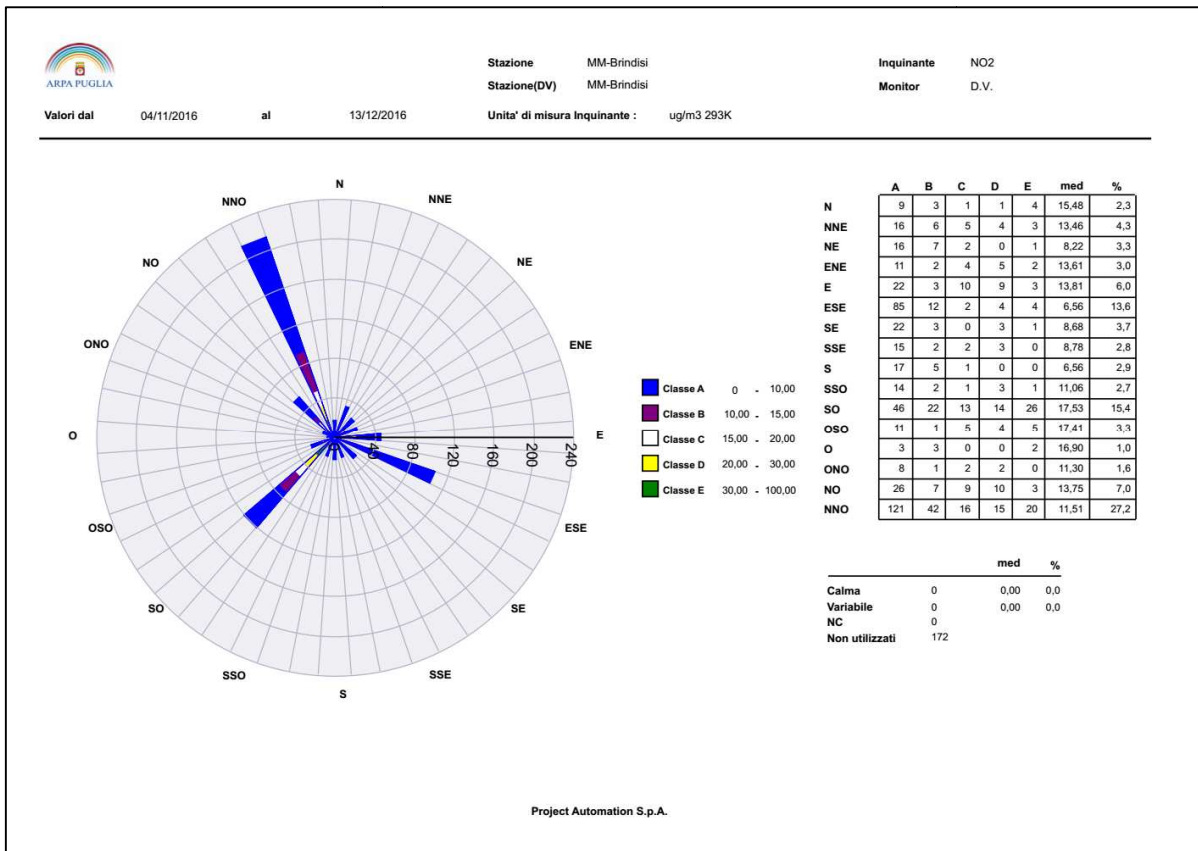 ARPA PUGLIA
Stazione MM-Brindisi Inquinante NO2
Stazione(DV) MM-Brindisi Monitor D.V.
Valori dal 04/11/2016 al 13/12/2016 Unita' di misura Inquinante : ug/m3 293K
N
NNE
NE
ENE
E
ESE
SE
SSE
S
SSO
SO
OSO
O
ONO
NO
NNO
0 40 80 120 160 200 240
Classe A 0 - 10,00
Classe B 10,00 - 15,00
Classe C 15,00 - 20,00
Classe D 20,00 - 30,00
Classe E 30,00 - 100,00
A B C D E med %
N 9 3 1 1 4 15,48 2,3
NNE 16 6 5 4 3 13,46 4,3
NE 16 7 2 0 1 8,22 3,3
ENE 11 2 4 5 2 13,61 3,0
E 22 3 10 9 3 13,81 6,0
ESE 85 12 2 4 4 6,56 13,6
SE 22 3 0 3 1 8,68 3,7
SSE 15 2 2 3 0 8,78 2,8
S 17 5 1 0 0 6,56 2,9
SSO 14 2 1 3 1 11,06 2,7
SO 46 22 13 14 26 17,53 15,4
OSO 11 1 5 4 5 17,41 3,3
O 3 3 0 0 2 16,90 1,0
ONO 8 1 2 2 0 11,30 1,6
NO 26 7 9 10 3 13,75 7,0
NNO 121 42 16 15 20 11,51 27,2
med %
Calma 0 0,00 0,0
Variabile 0 0,00 0,0
NC 0
Non utilizzati 172
Project Automation S.p.A.